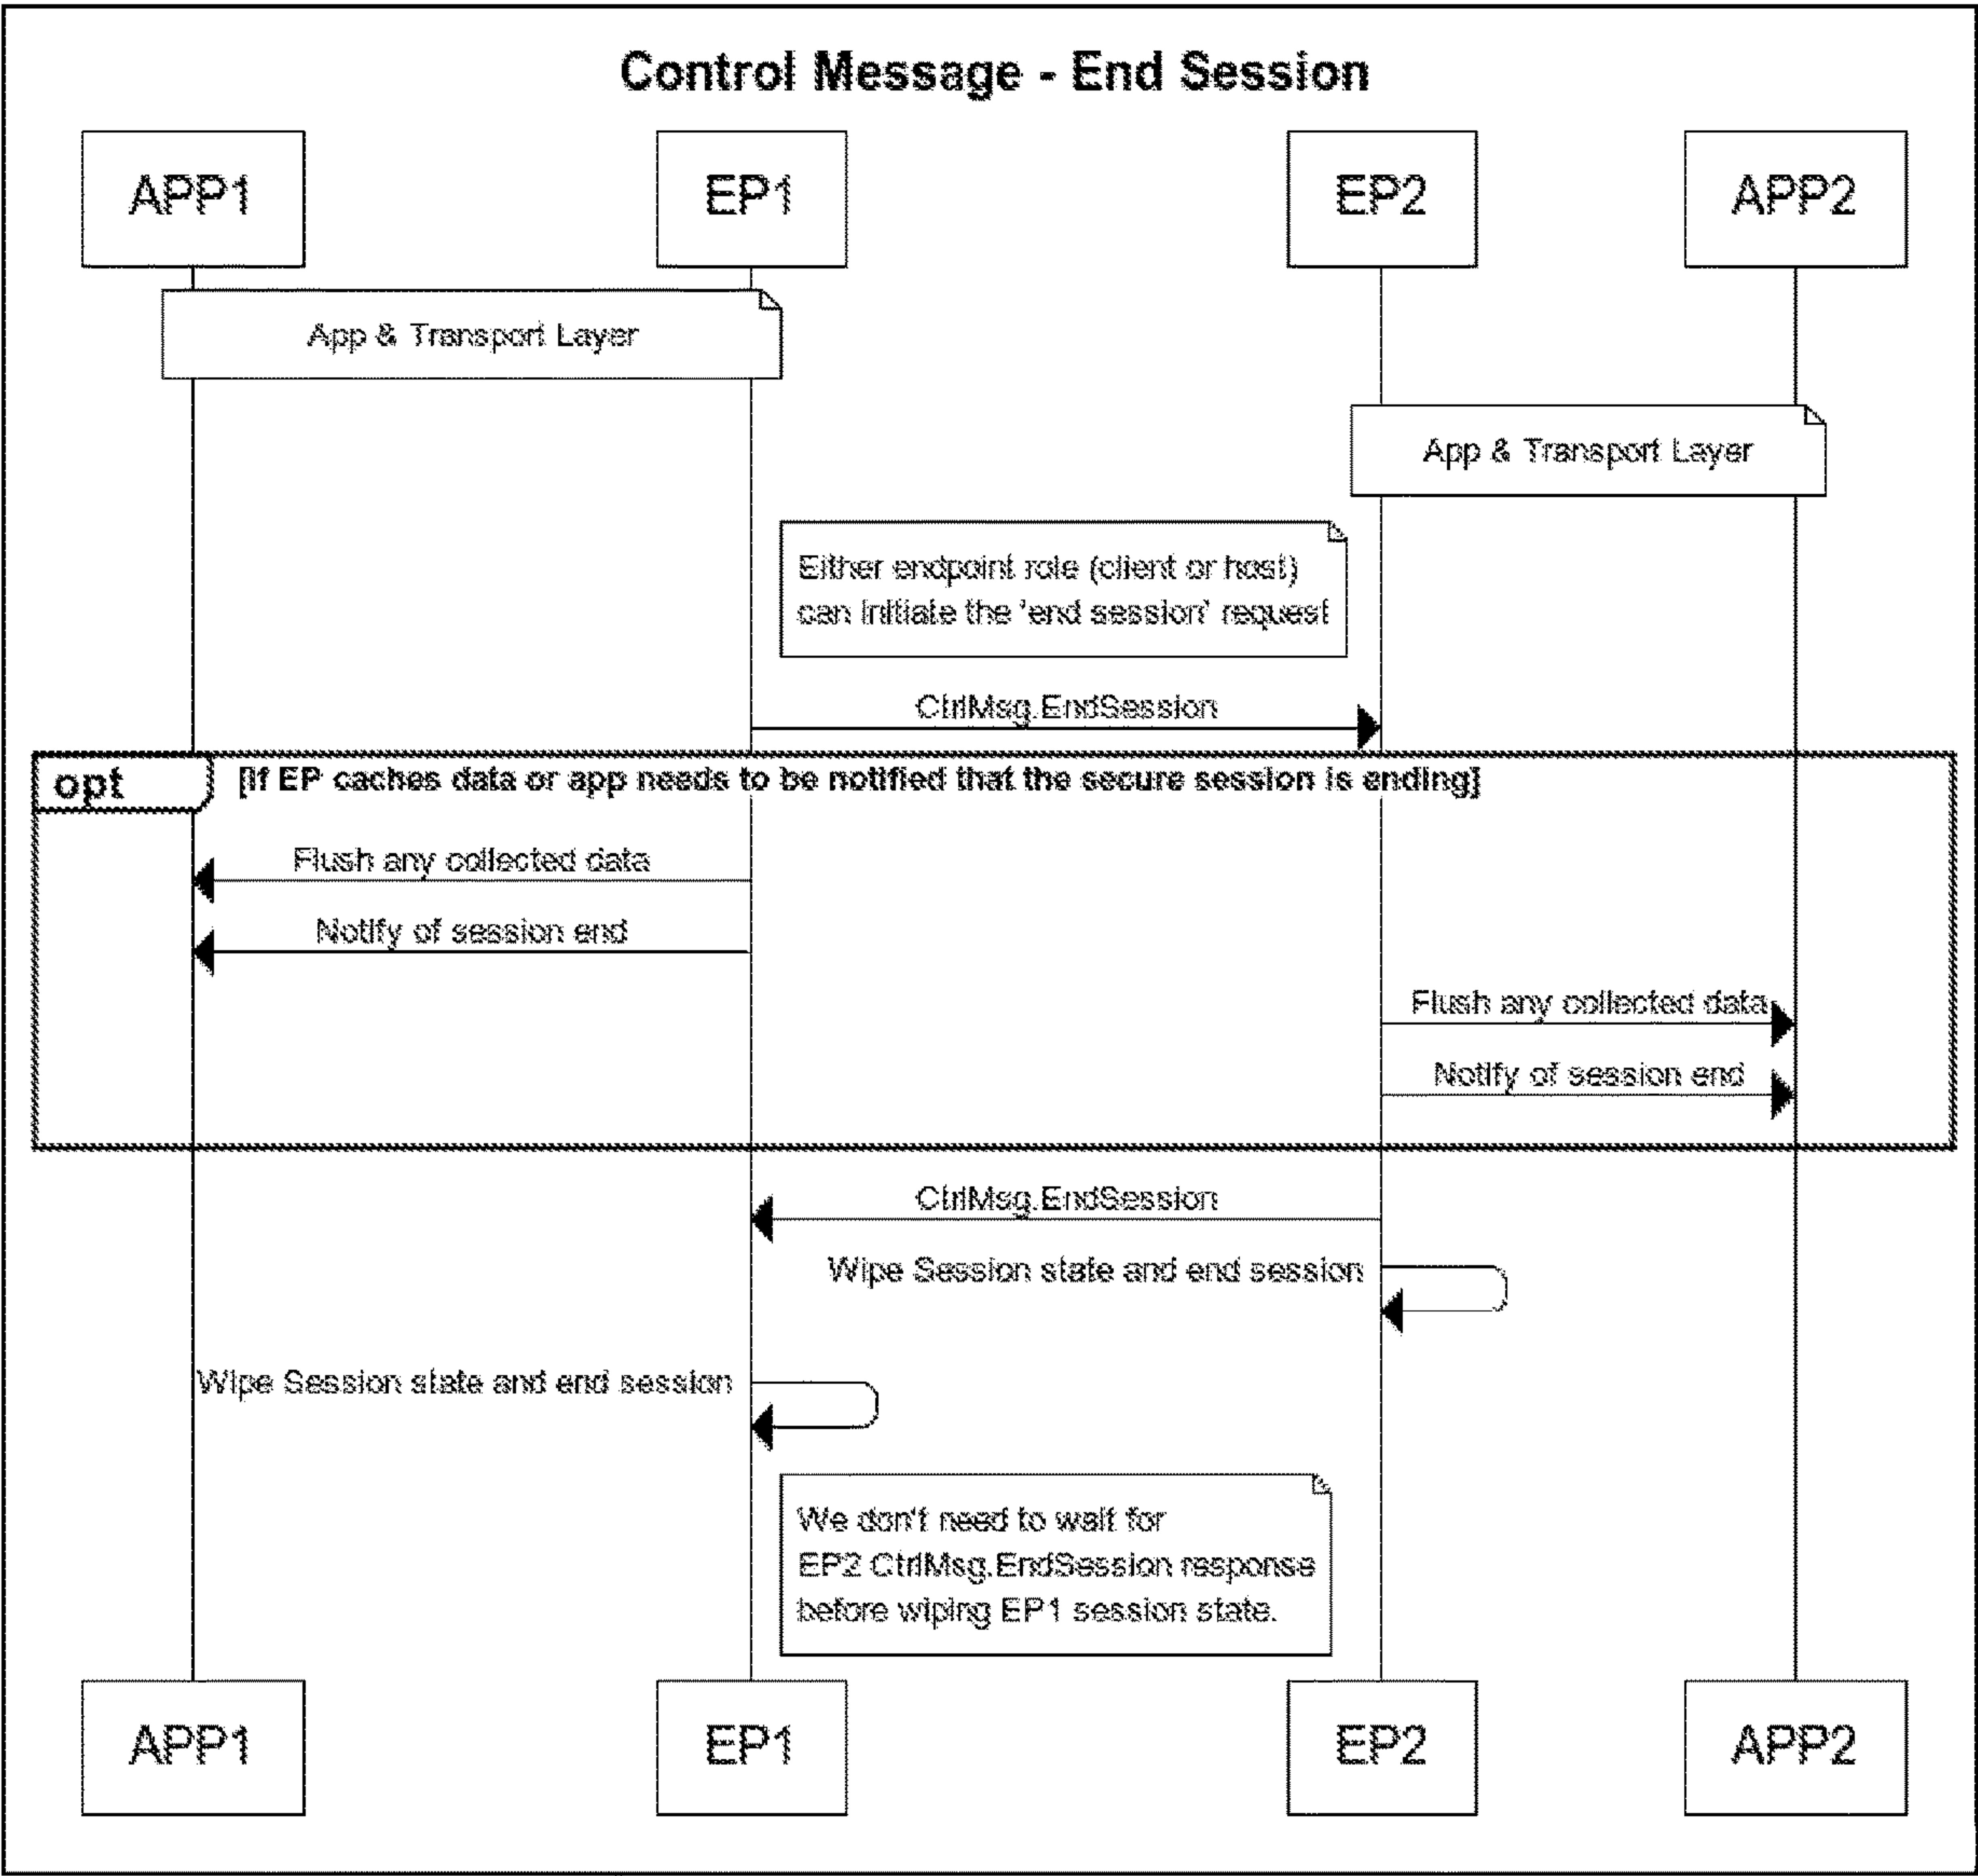 Control Message - End Session
APP1
EP1
EP2
APP2
App & Transport Layer
App & Transport Layer
Either endpoint role (client or host)
can initiate the 'end session' request
CtrlMsg.EndSession
opt
[if EP caches data or app needs to be notified that the secure session is ending]
Flush any collected data
Notify of session end
Flush any collected data
Notify of session end
CtrlMsg.EndSession
Wipe Session state and end session
Wipe Session state and end session
We don't need to wait for
EP2 CtrlMsg.EndSession response
before wiping EP1 session state.
APP1
EP1
EP2
APP2